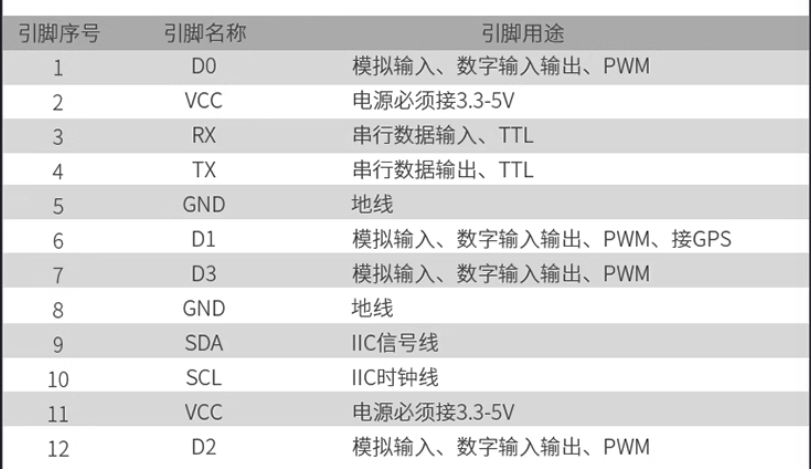 引脚序号 引脚名称 引脚用途
1 D0 模拟输入、数字输入输出、PWM
2 VCC 电源必须接3.3-5V
3 RX 串行数据输入、TTL
4 TX 串行数据输出、TTL
5 GND 地线
6 D1 模拟输入、数字输入输出、PWM、接GPS
7 D3 模拟输入、数字输入输出、PWM
8 GND 地线
9 SDA IIC信号线
10 SCL IIC时钟线
11 VCC 电源必须接3.3-5V
12 D2 模拟输入、数字输入输出、PWM